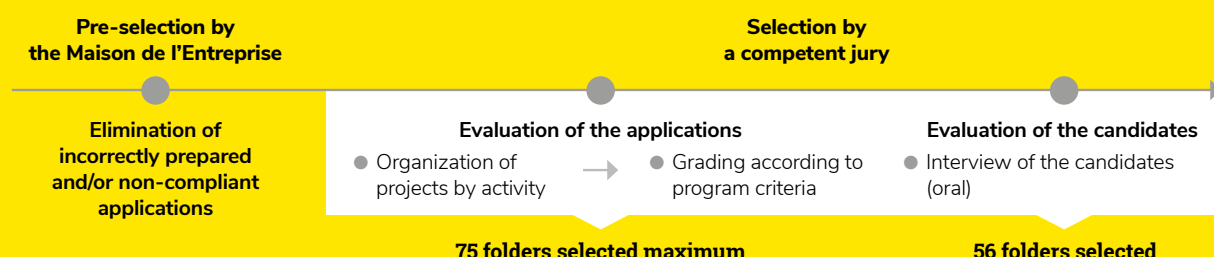 Pre-selection by
the Maison de l'Entreprise
Selection by
a competent jury
Elimination of
incorrectly prepared
and/or non-compliant
applications
Evaluation of the applications
Organization of
projects by activity
Grading according to
program criteria
Evaluation of the candidates
Interview of the candidates
(oral)
75 folders selected maximum
56 folders selected